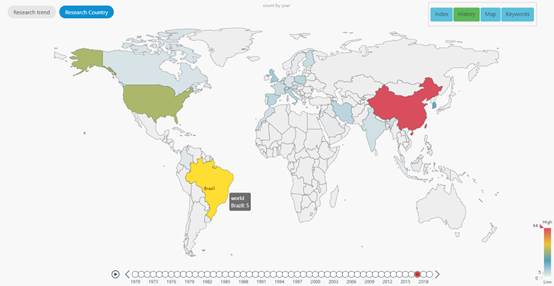 count by year
Research trend
Research Country
Index
History
Map
Keywords
Brazil
world
Brazil: 5
High
64
5
0
Low
1970
1973
1976
1979
1982
1985
1988
1991
1994
1997
2000
2003
2006
2009
2012
2015
2018